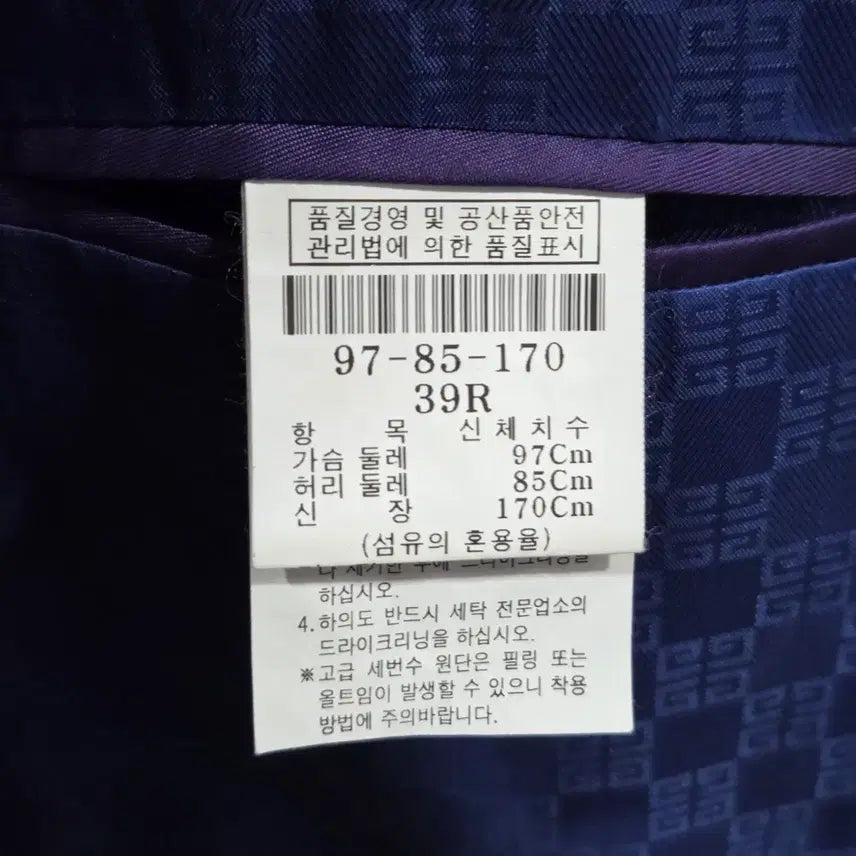 품질경영 및 공산품안전
관리법에 의한 품질표시
97-85-170
39R
항 목 신체치수
가슴 둘레 97Cm
허리 둘레 85Cm
신 장 170Cm
(섬유의 혼용율)
하십시오.
4. 하의도 반드시 세탁 전문업소의
드라이크리닝을 하십시오.
※고급 세번수 원단은 필링 또는
올트임이 발생할 수 있으니 착용
방법에 주의바랍니다.